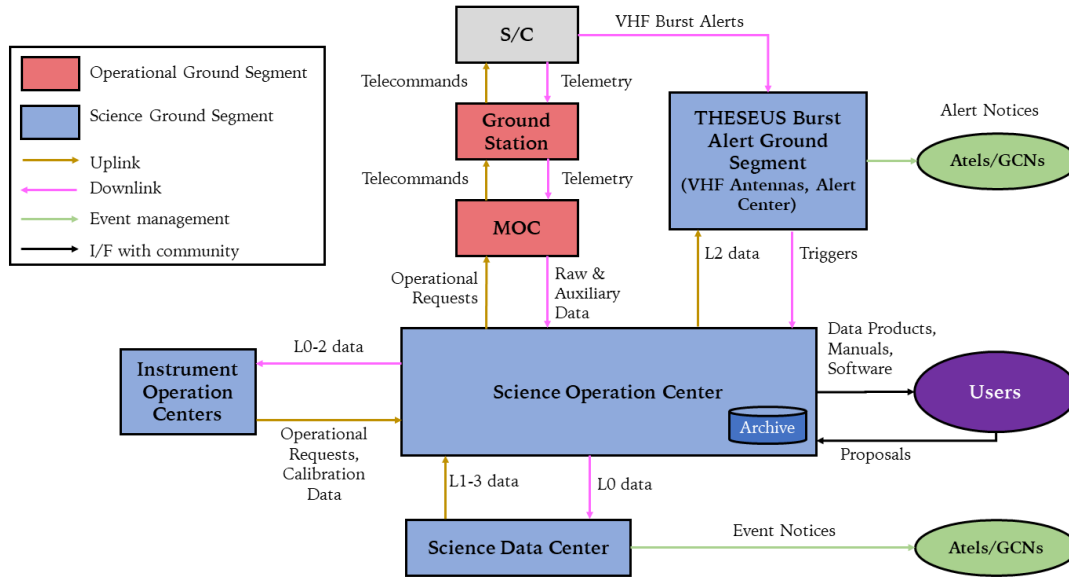 S/C
VHF Burst Alerts
Operational Ground Segment
Science Ground Segment
Uplink
Downlink
Event management
I/F with community
Telecommands
Telemetry
Ground
Station
Telecommands
Telemetry
MOC
THESEUS Burst
Alert Ground
Segment
(VHF Antennas, Alert
Center)
Alert Notices
Atels/GCNs
Operational
Requests
Raw &
Auxiliary
Data
L2 data
Triggers
Instrument
Operation
Centers
L0-2 data
Operational
Requests,
Calibration
Data
Science Operation Center
Archive
Data Products,
Manuals,
Software
Users
Proposals
L1-3 data
L0 data
Science Data Center
Event Notices
Atels/GCNs